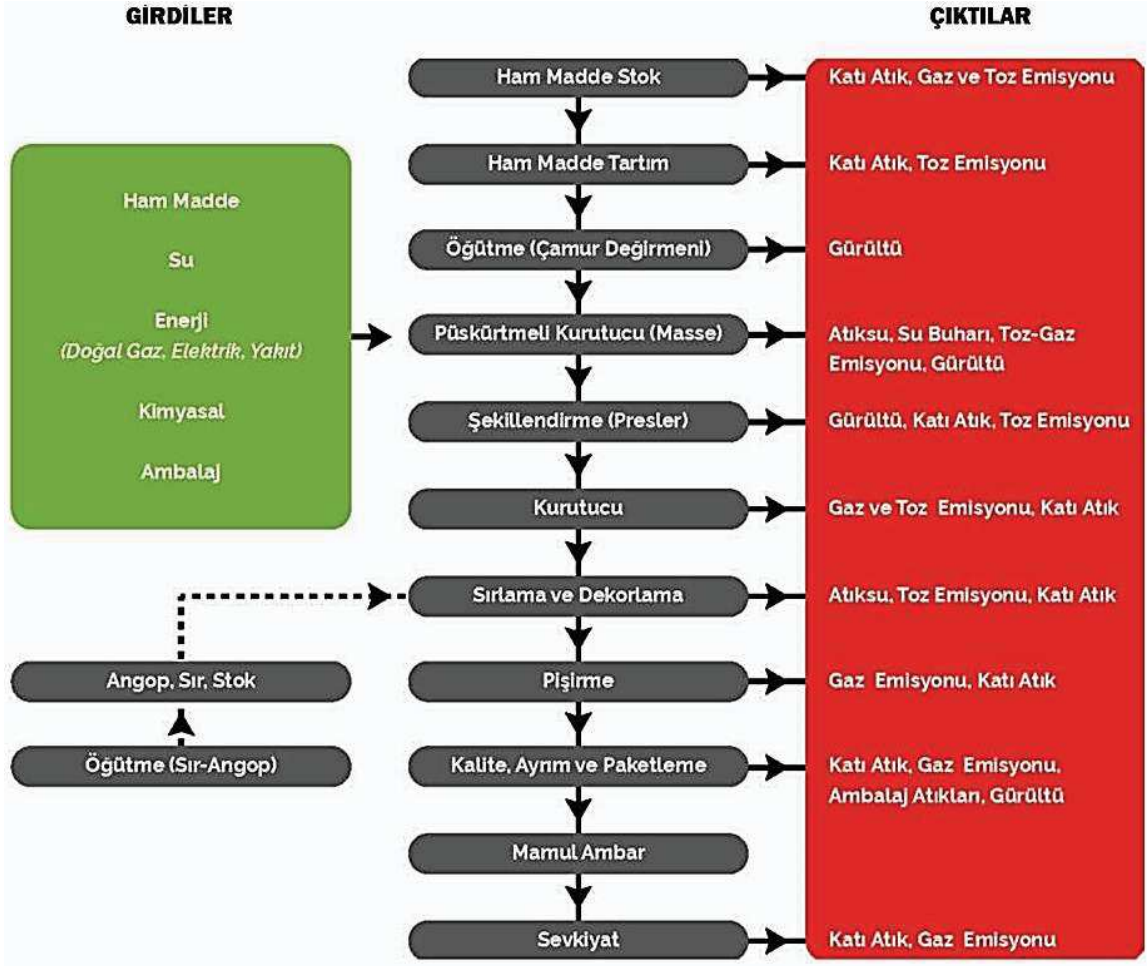 GİRDİLER
ÇIKTILAR
Ham Madde
Su
Enerji
(Doğal Gaz, Elektrik, Yakıt)
Kimyasal
Ambalaj
Angop, Sır, Stok
Öğütme (Sır-Angop)
Ham Madde Stok
Katı Atık, Gaz ve Toz Emisyonu
Ham Madde Tartım
Katı Atık, Toz Emisyonu
Öğütme (Çamur Değirmeni)
Gürültü
Püskürtmeli Kurutucu (Masse)
Atıksu, Su Buharı, Toz-Gaz
Emisyonu, Gürültü
Şekillendirme (Presler)
Gürültü, Katı Atık, Toz Emisyonu
Kurutucu
Gaz ve Toz Emisyonu, Katı Atık
Sırlama ve Dekorlama
Atıksu, Toz Emisyonu, Katı Atık
Pişirme
Gaz Emisyonu, Katı Atık
Kalite, Ayrım ve Paketleme
Katı Atık, Gaz Emisyonu,
Ambalaj Atıkları, Gürültü
Mamul Ambar
Sevkiyat
Katı Atık, Gaz Emisyonu